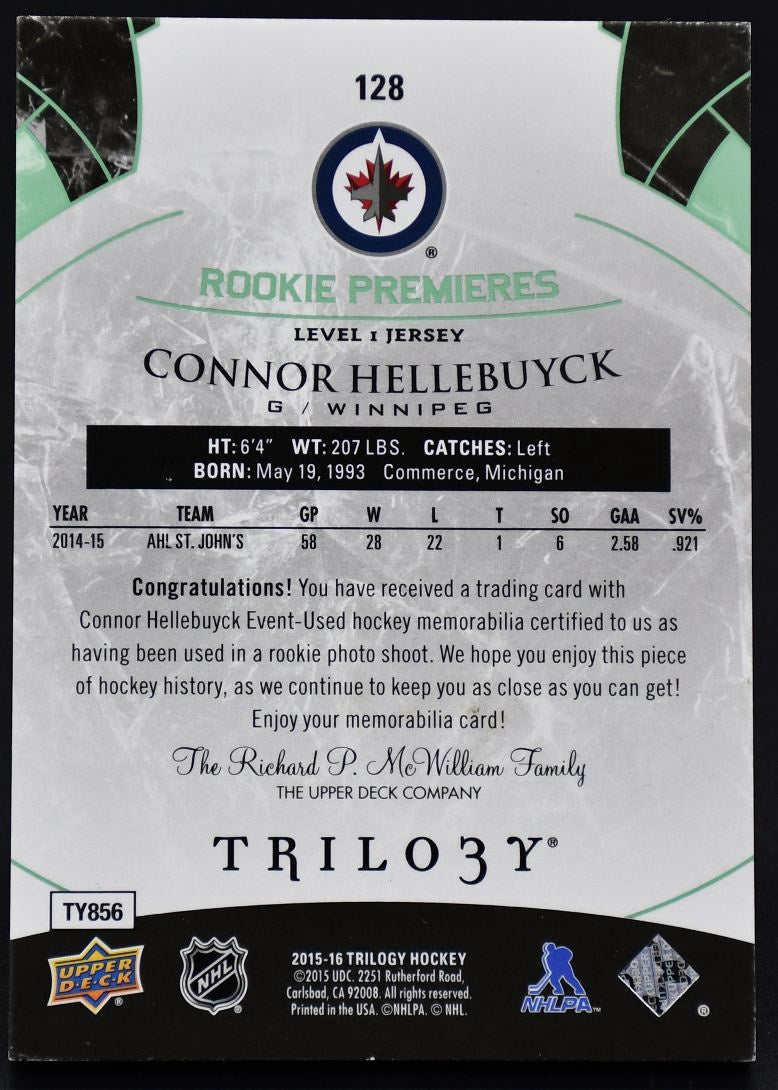 128
®
ROOKIE PREMIERES
LEVEL 1 JERSEY
CONNOR HELLEBUYCK
G / WINNIPEG
HT: 6'4" WT: 207 LBS. CATCHES: Left
BORN: May 19, 1993 Commerce, Michigan
YEAR TEAM GP W L T SO GAA SV%
2014-15 AHL ST. JOHN'S 58 28 22 1 6 2.58 .921
Congratulations! You have received a trading card with
Connor Hellebuyck Event-Used hockey memorabilia certified to us as
having been used in a rookie photo shoot. We hope you enjoy this piece
of hockey history, as we continue to keep you as close as you can get!
Enjoy your memorabilia card!
The Richard P. McWilliam Family
THE UPPER DECK COMPANY
TRILOGY®
TY856
UPPER
D·E·C·K
®
NHL
®
2015-16 TRILOGY HOCKEY
©2015 UDC. 2251 Rutherford Road,
Carlsbad, CA 92008. All rights reserved.
Printed in the USA. ©NHLPA. © NHL.
NHLPA™
®